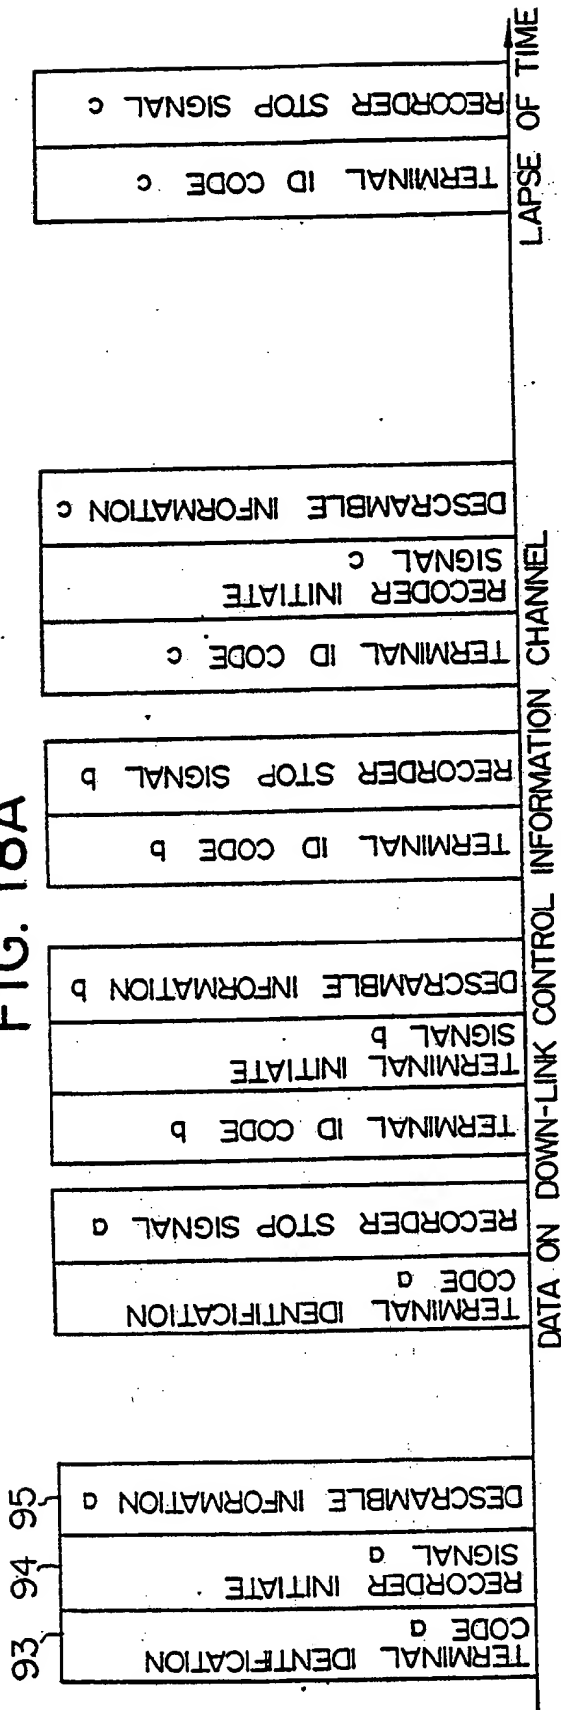 FIG. 18A
93
94
95
TERMINAL IDENTIFICATION
CODE a
RECORDER INITIATE
SIGNAL a
DESCRAMBLE INFORMATION a
TERMINAL IDENTIFICATION
CODE a
RECORDER STOP SIGNAL a
TERMINAL ID CODE b
TERMINAL INITIATE
SIGNAL b
DESCRAMBLE INFORMATION b
TERMINAL ID CODE b
RECORDER STOP SIGNAL b
TERMINAL ID CODE c
RECODER INITIATE
SIGNAL c
DESCRAMBLE INFORMATION c
TERMINAL ID CODE c
RECORDER STOP SIGNAL c
DATA ON DOWN-LINK CONTROL INFORMATION CHANNEL
LAPSE OF TIME